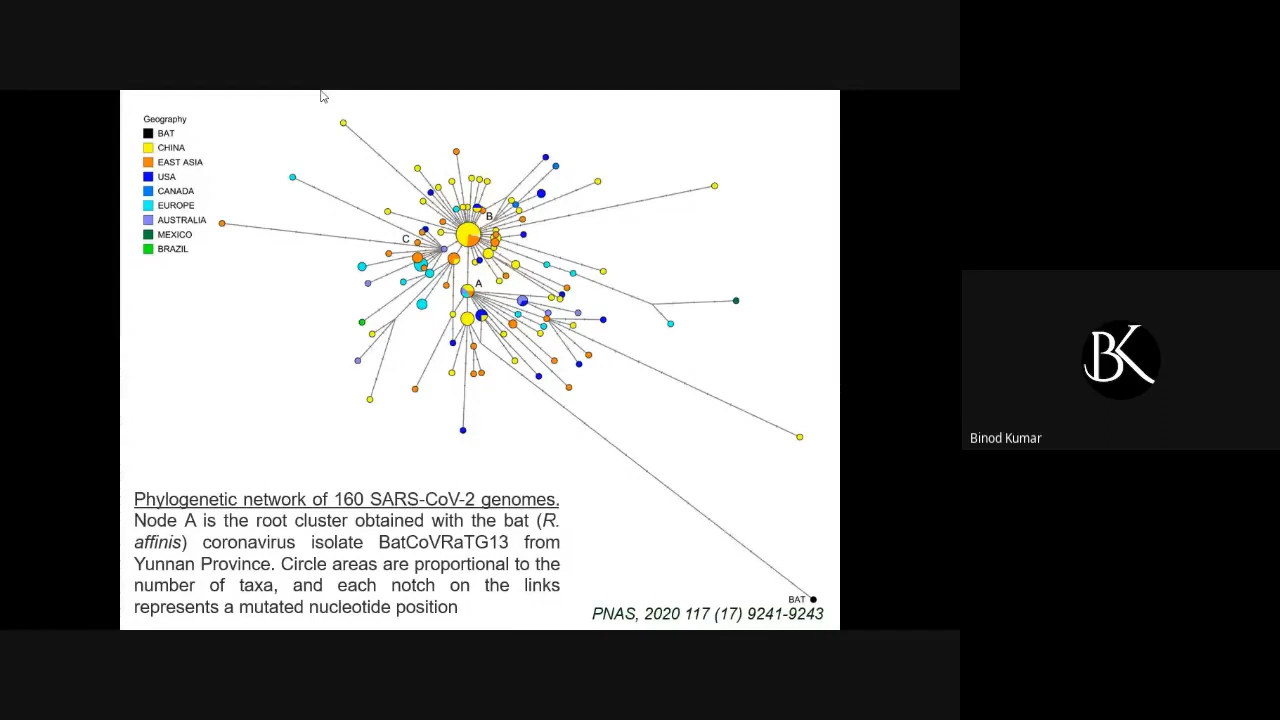 Geography
BAT
CHINA
EAST ASIA
USA
CANADA
EUROPE
AUSTRALIA
MEXICO
BRAZIL
B
C
A
BK
Binod Kumar
Phylogenetic network of 160 SARS-CoV-2 genomes.
Node A is the root cluster obtained with the bat (R.
affinis) coronavirus isolate BatCoVRaTG13 from
Yunnan Province. Circle areas are proportional to the
number of taxa, and each notch on the links
represents a mutated nucleotide position
BAT
PNAS, 2020 117 (17) 9241-9243